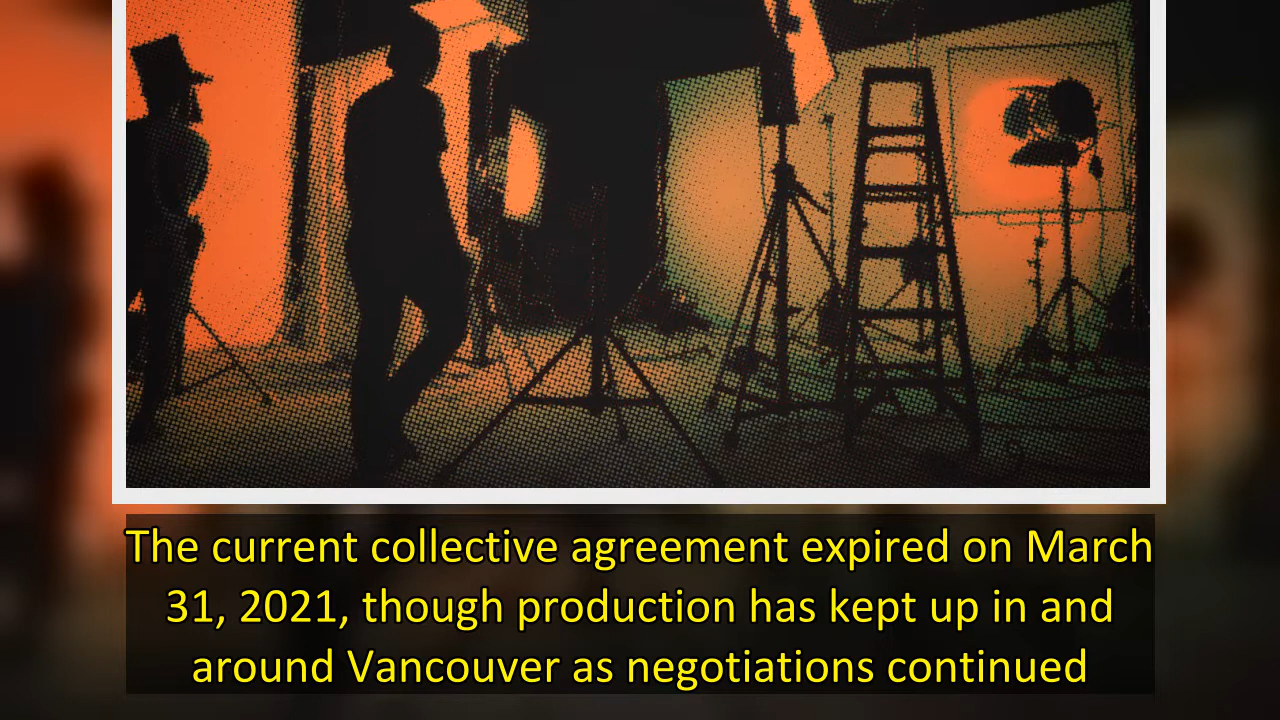 The current collective agreement expired on March
31, 2021, though production has kept up in and
around Vancouver as negotiations continued